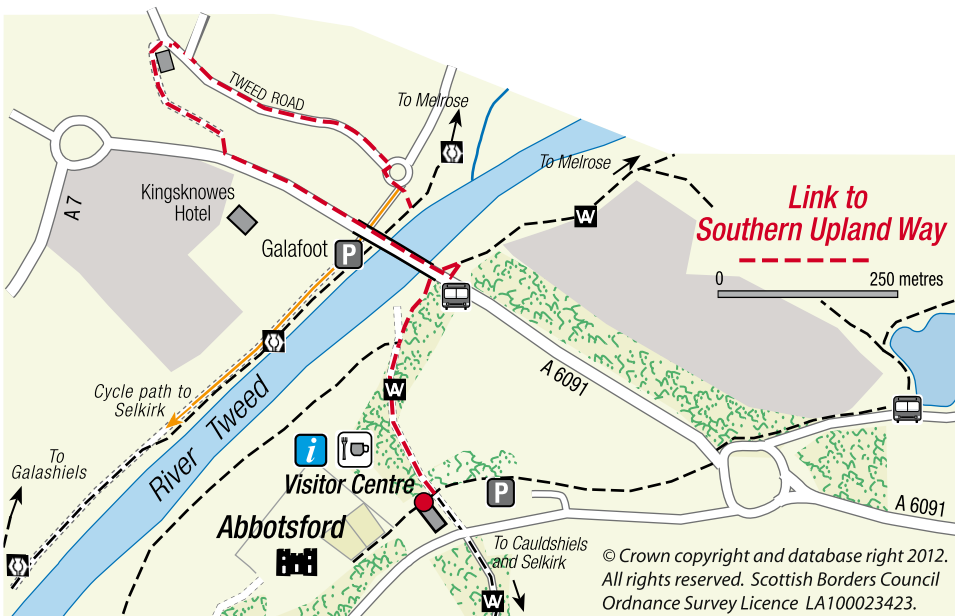 TWEED ROAD
To Melrose
To Melrose
Kingsknowes
Hotel
A 7
Galafoot
P
Link to
Southern Upland Way
0 250 metres
Cycle path to
Selkirk
A 6091
River Tweed
To
Galashiels
i
Visitor Centre
P
Abbotsford
A 6091
To Cauldshiels
and Selkirk
© Crown copyright and database right 2012.
All rights reserved. Scottish Borders Council
Ordnance Survey Licence LA100023423.